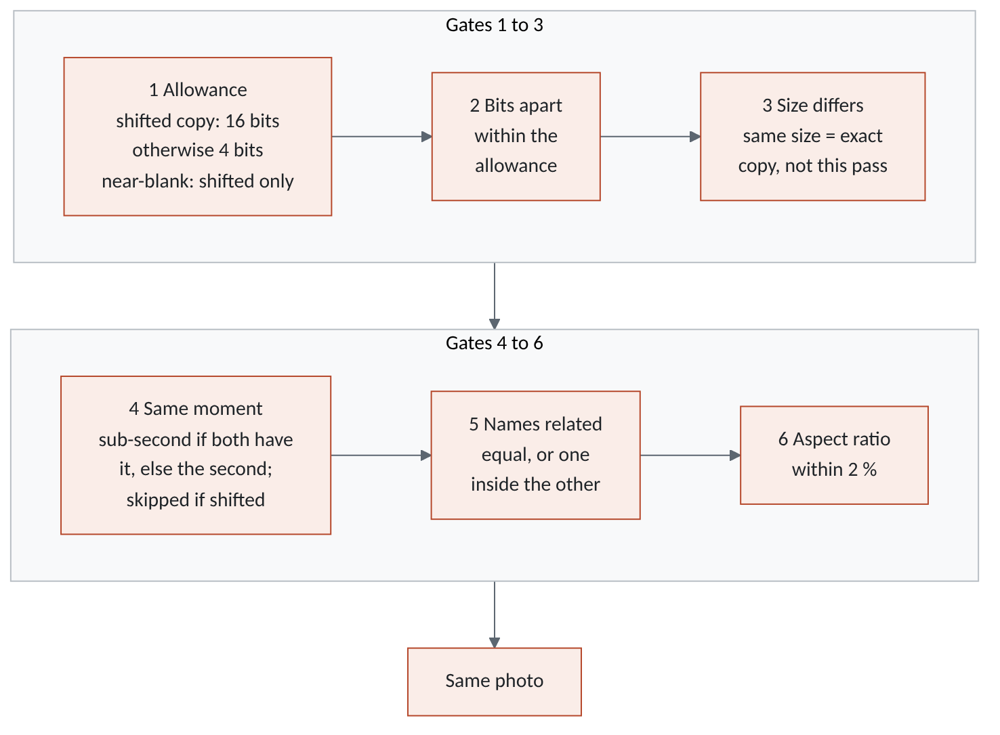 Gates 1 to 3
1 Allowance
shifted copy: 16 bits
otherwise 4 bits
near-blank: shifted only
2 Bits apart
within the
allowance
3 Size differs
same size = exact
copy, not this pass
Gates 4 to 6
4 Same moment
sub-second if both have
it, else the second;
skipped if shifted
5 Names related
equal, or one
inside the other
6 Aspect ratio
within 2 %
Same photo